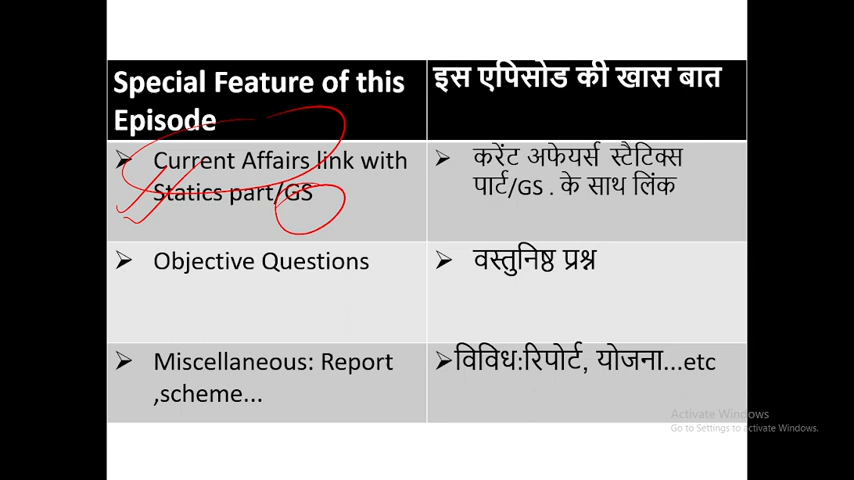 Special Feature of this
Episode
इस एपिसोड की खास बात
➢ Current Affairs link with
Statics part/GS
➢ करेंट अफेयर्स स्टैटिक्स
पार्ट/GS . के साथ लिंक
➢ Objective Questions
➢ वस्तुनिष्ठ प्रश्न
➢ Miscellaneous: Report
,scheme...
➢विविध:रिपोर्ट, योजना...etc
Activate Windows
Go to Settings to activate Windows.